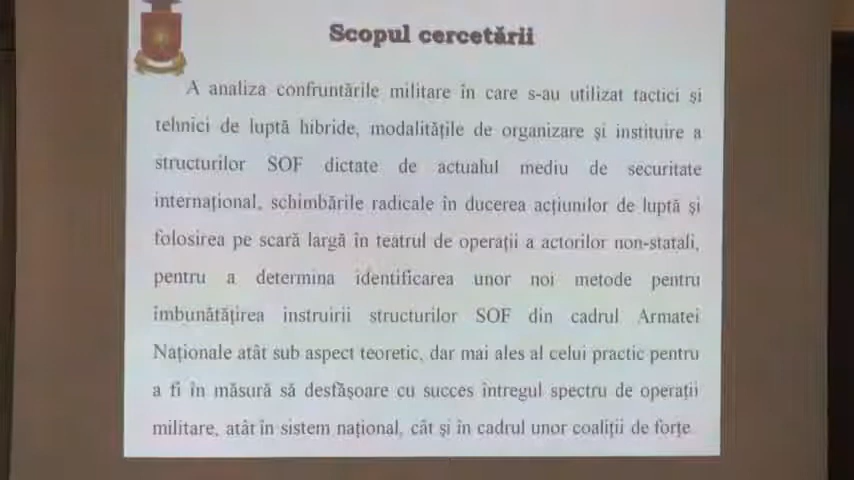 Scopul cercetării
A analiza confruntările militare în care s-au utilizat tactici și
tehnici de luptă hibride, modalitățile de organizare și instituire a
structurilor SOF dictate de actualul mediu de securitate
internațional, schimbările radicale în ducerea acțiunilor de luptă și
folosirea pe scară largă în teatrul de operații a actorilor non-statali,
pentru a determina identificarea unor noi metode pentru
îmbunătățirea instruirii structurilor SOF din cadrul Armatei
Naționale atât sub aspect teoretic, dar mai ales al celui practic pentru
a fi în măsură să desfășoare cu succes întregul spectru de operații
militare, atât în sistem național, cât și în cadrul unor coaliții de forțe